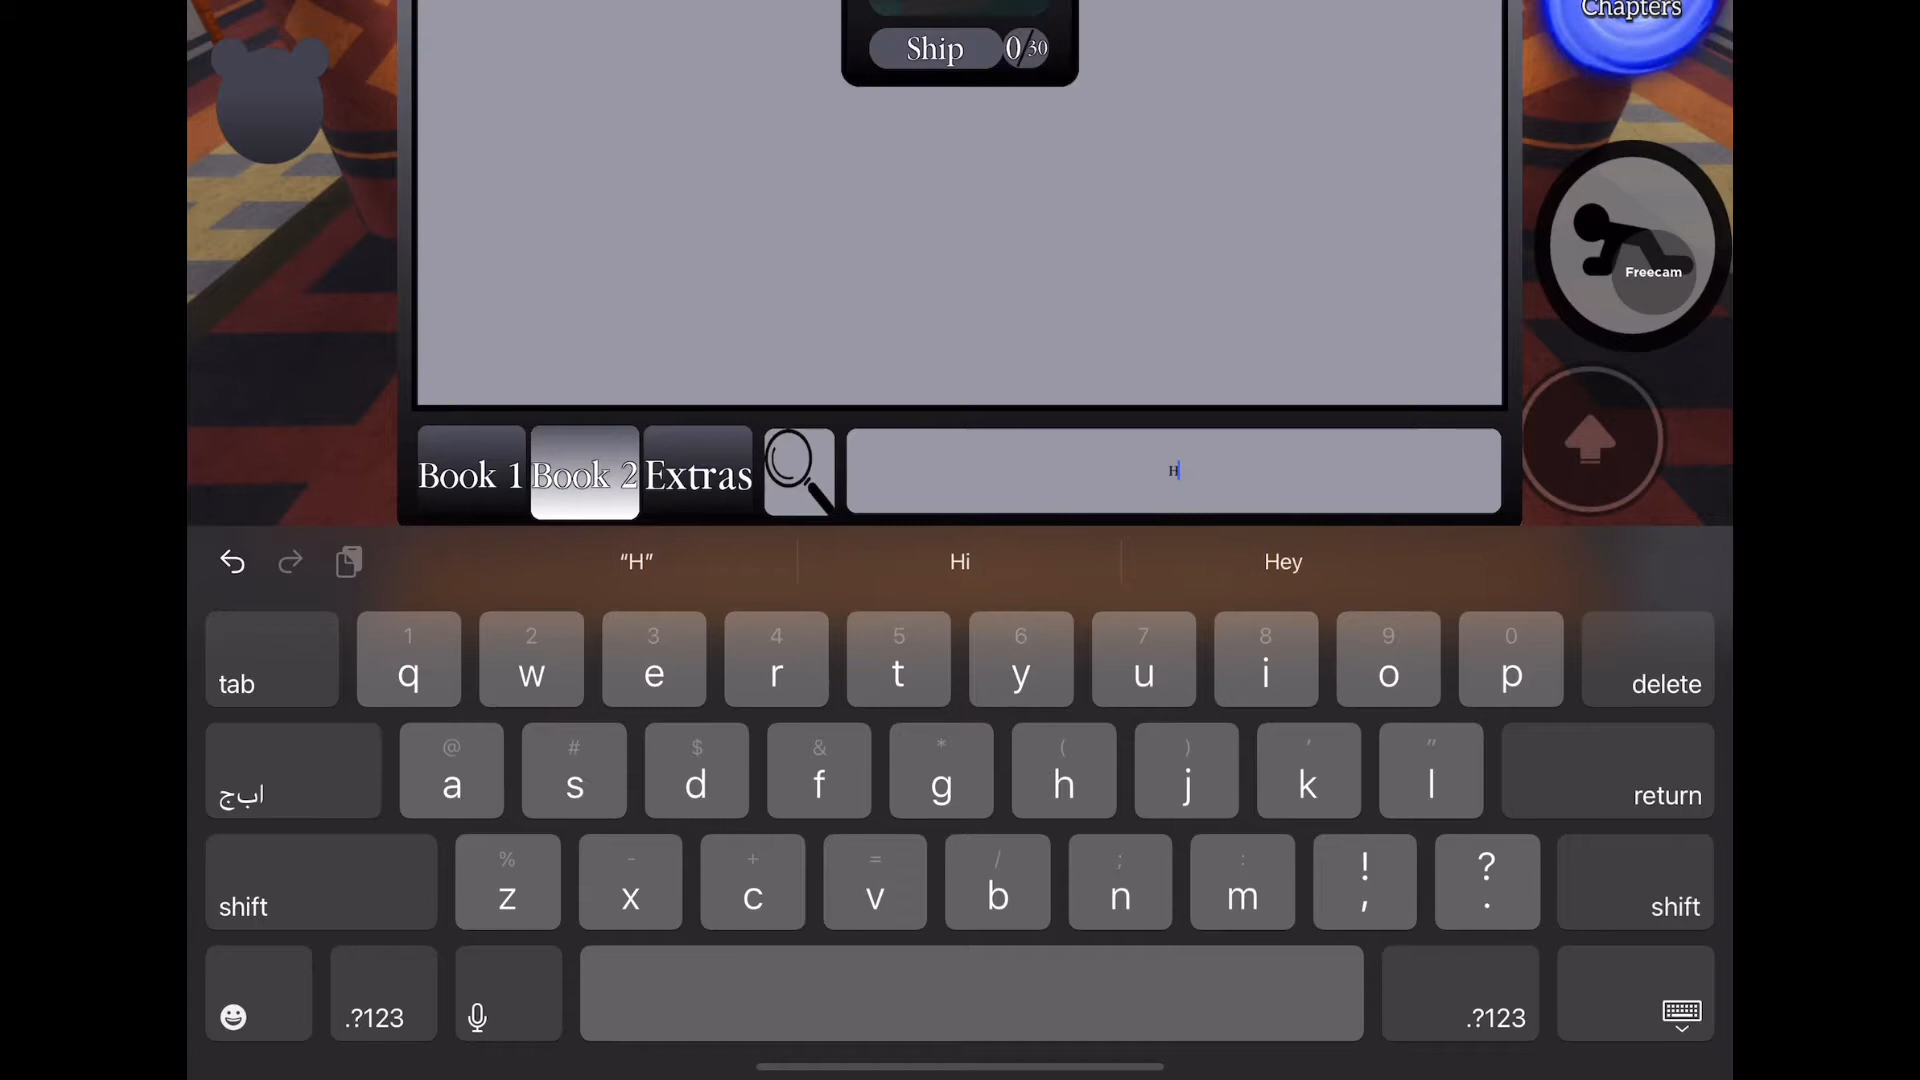 Chapters
Ship 0/30
Freecam
Book 1 Book 2 Extras H
“H” Hi Hey
1 2 3 4 5 6 7 8 9 0
tab q w e r t y u i o p delete
@ # $ & * ( ) ' "
ابج a s d f g h j k l return
% - + = / ; : ! ?
shift z x c v b n m , . shift
.?123 .?123